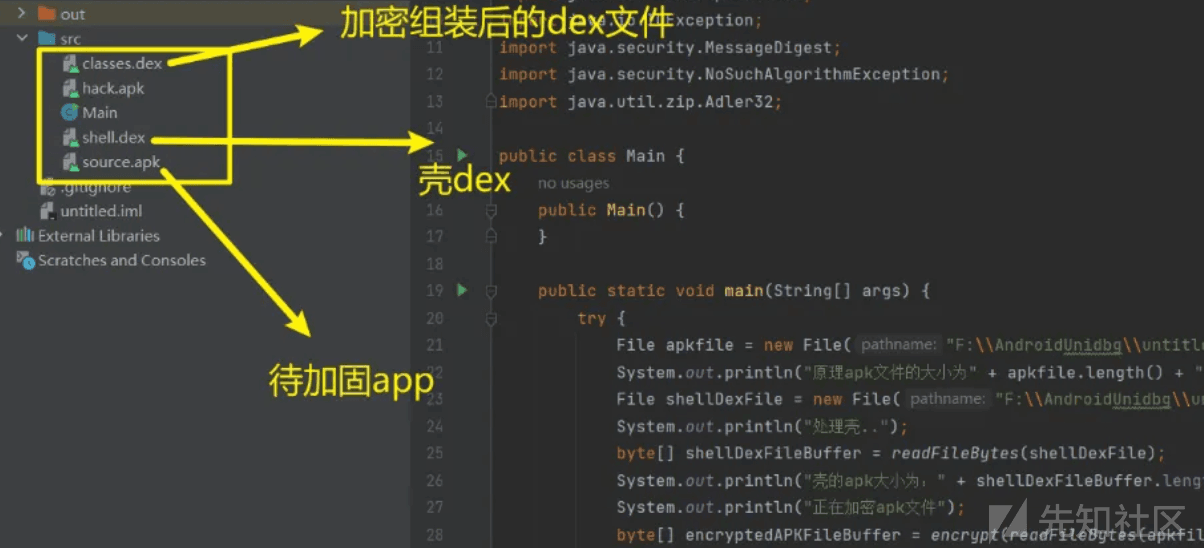 out
src
classes.dex
hack.apk
Main
shell.dex
source.apk
.gitignore
untitled.iml
External Libraries
Scratches and Consoles
加密组装后的dex文件
壳dex
待加固app
11 import java.security.MessageDigest;
12 import java.security.NoSuchAlgorithmException;
13 import java.util.zip.Adler32;
14
15 public class Main {
no usages
16 public Main() {
17 }
18
19 public static void main(String[] args) {
20 try {
21 File apkfile = new File( pathname: "F:\\AndroidUnidbg\\untitle
22 System.out.println("原理apk文件的大小为" + apkfile.length() + "
23 File shellDexFile = new File( pathname: "F:\\AndroidUnidbg\\un
24 System.out.println("处理壳..");
25 byte[] shellDexFileBuffer = readFileBytes(shellDexFile);
26 System.out.println("壳的apk大小为：" + shellDexFileBuffer.leng
27 System.out.println("正在加密apk文件");
28 byte[] encryptedAPKFileBuffer = encrypt(readFileBytes(apkfil
先知社区